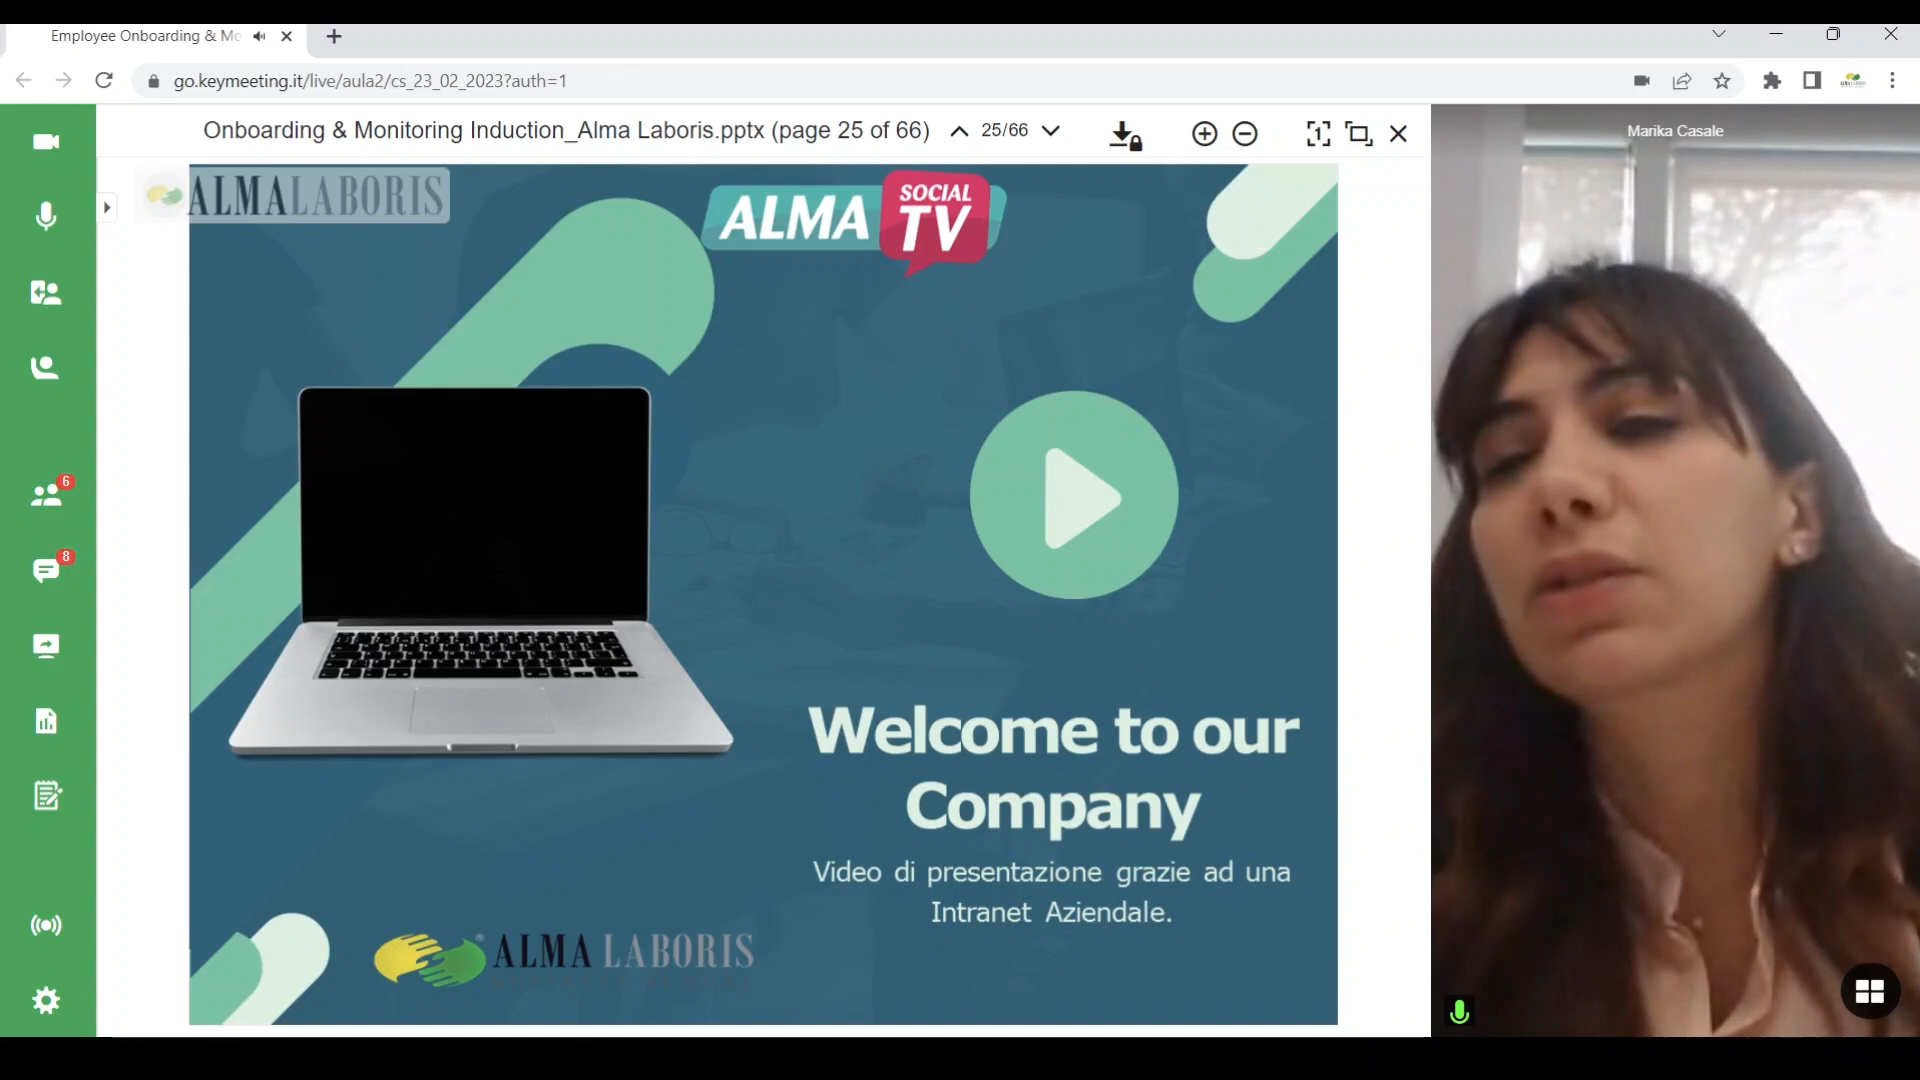 Employee Onboarding & Mo
go.keymeeting.it/live/aula2/cs_23_02_2023?auth=1
Onboarding & Monitoring Induction_Alma Laboris.pptx (page 25 of 66)
25/66
Marika Casale
ALMALABORIS
ALMA SOCIAL TV
6
8
Welcome to our
Company
Video di presentazione grazie ad una
Intranet Aziendale.
ALMA LABORIS